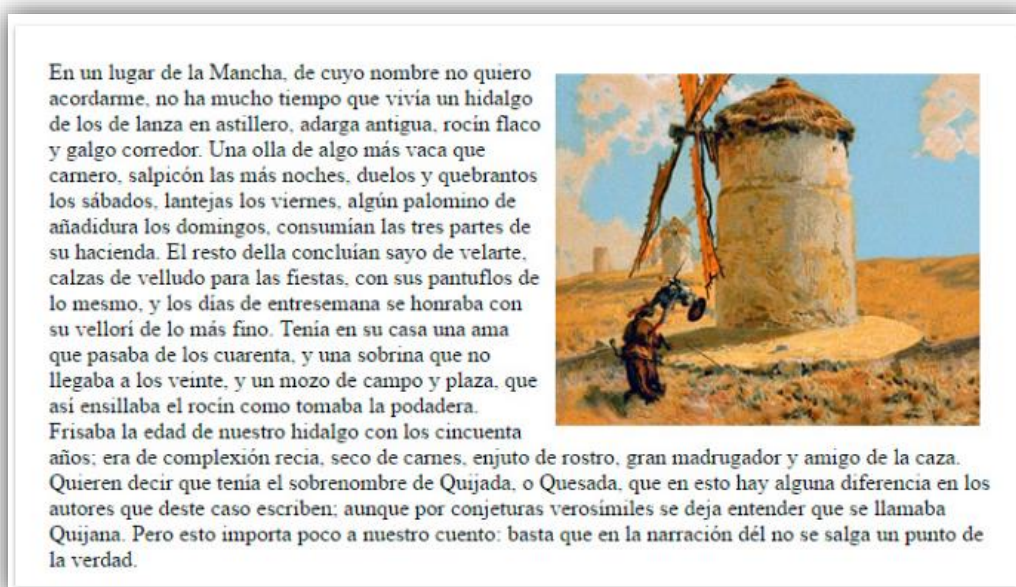 En un lugar de la Mancha, de cuyo nombre no quiero
acordarme, no ha mucho tiempo que vivía un hidalgo
de los de lanza en astillero, adarga antigua, rocín flaco
y galgo corredor. Una olla de algo más vaca que
carnero, salpicón las más noches, duelos y quebrantos
los sábados, lantejas los viernes, algún palomino de
añadidura los domingos, consumían las tres partes de
su hacienda. El resto della concluían sayo de velarte,
calzas de velludo para las fiestas, con sus pantuflos de
lo mesmo, y los días de entresemana se honraba con
su vellorí de lo más fino. Tenía en su casa una ama
que pasaba de los cuarenta, y una sobrina que no
llegaba a los veinte, y un mozo de campo y plaza, que
así ensillaba el rocín como tomaba la podadera.
Frisaba la edad de nuestro hidalgo con los cincuenta
años; era de complexión recia, seco de carnes, enjuto de rostro, gran madrugador y amigo de la caza.
Quieren decir que tenía el sobrenombre de Quijada, o Quesada, que en esto hay alguna diferencia en los
autores que deste caso escriben; aunque por conjeturas verosímiles se deja entender que se llamaba
Quijana. Pero esto importa poco a nuestro cuento: basta que en la narración dél no se salga un punto de
la verdad.